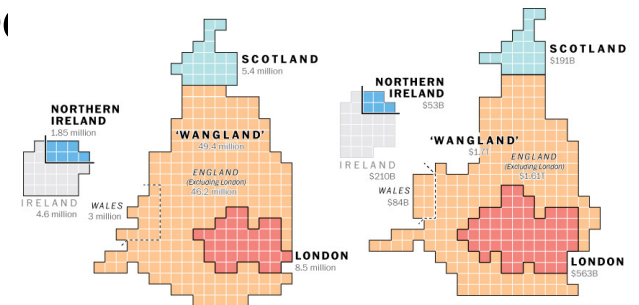 SCOTLAND
5.4 million
NORTHERN
IRELAND
1.85 million
'WANGLAND'
49.4 million
ENGLAND
(Excluding London)
46.2 million
IRELAND
4.6 million
WALES
3 million
LONDON
8.5 million
SCOTLAND
$191B
NORTHERN
IRELAND
$53B
'WANGLAND'
$1.7T
ENGLAND
(Excluding London)
$1.61T
IRELAND
$210B
WALES
$84B
LONDON
$563B